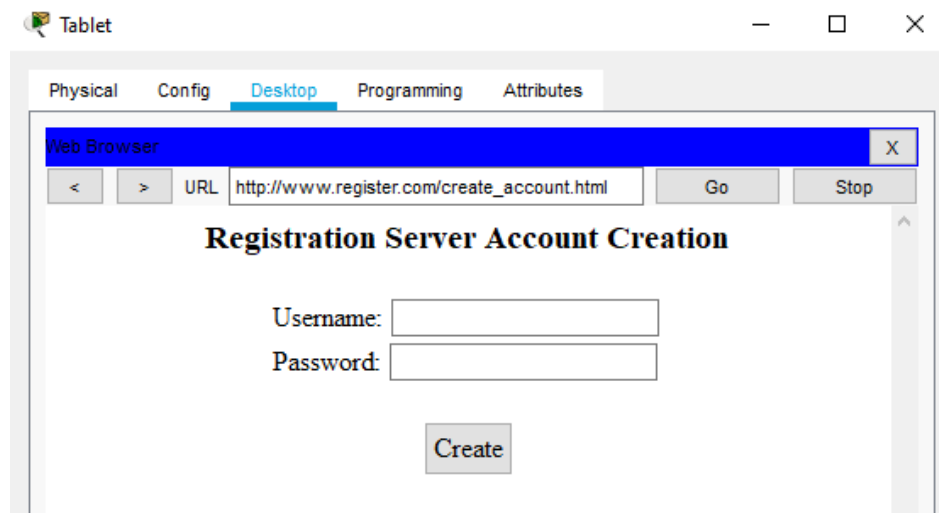 Tablet
Physical Config Desktop Programming Attributes
Web Browser X
< > URL http://www.register.com/create_account.html Go Stop
Registration Server Account Creation
Username:
Password:
Create